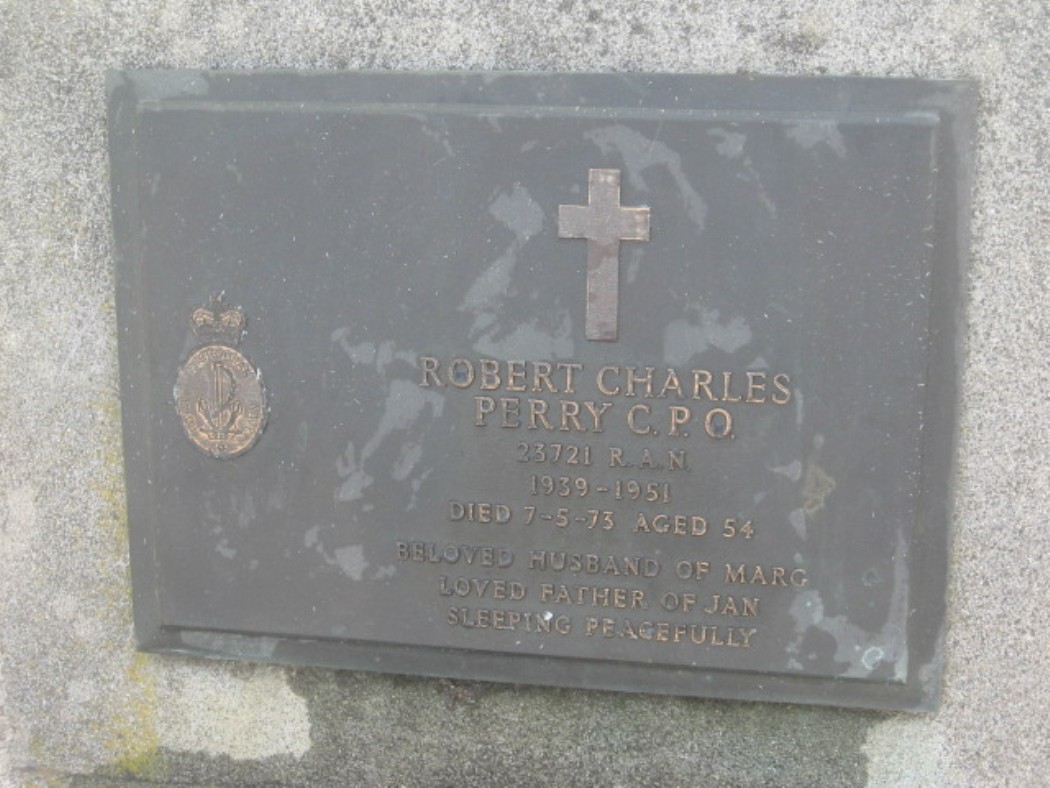 ROBERT CHARLES
PERRY C.P.O.
23721 R.A.N.
1939-1951
DIED 7-5-73 AGED 54
BELOVED HUSBAND OF MARG
LOVED FATHER OF JAN
SLEEPING PEACEFULLY